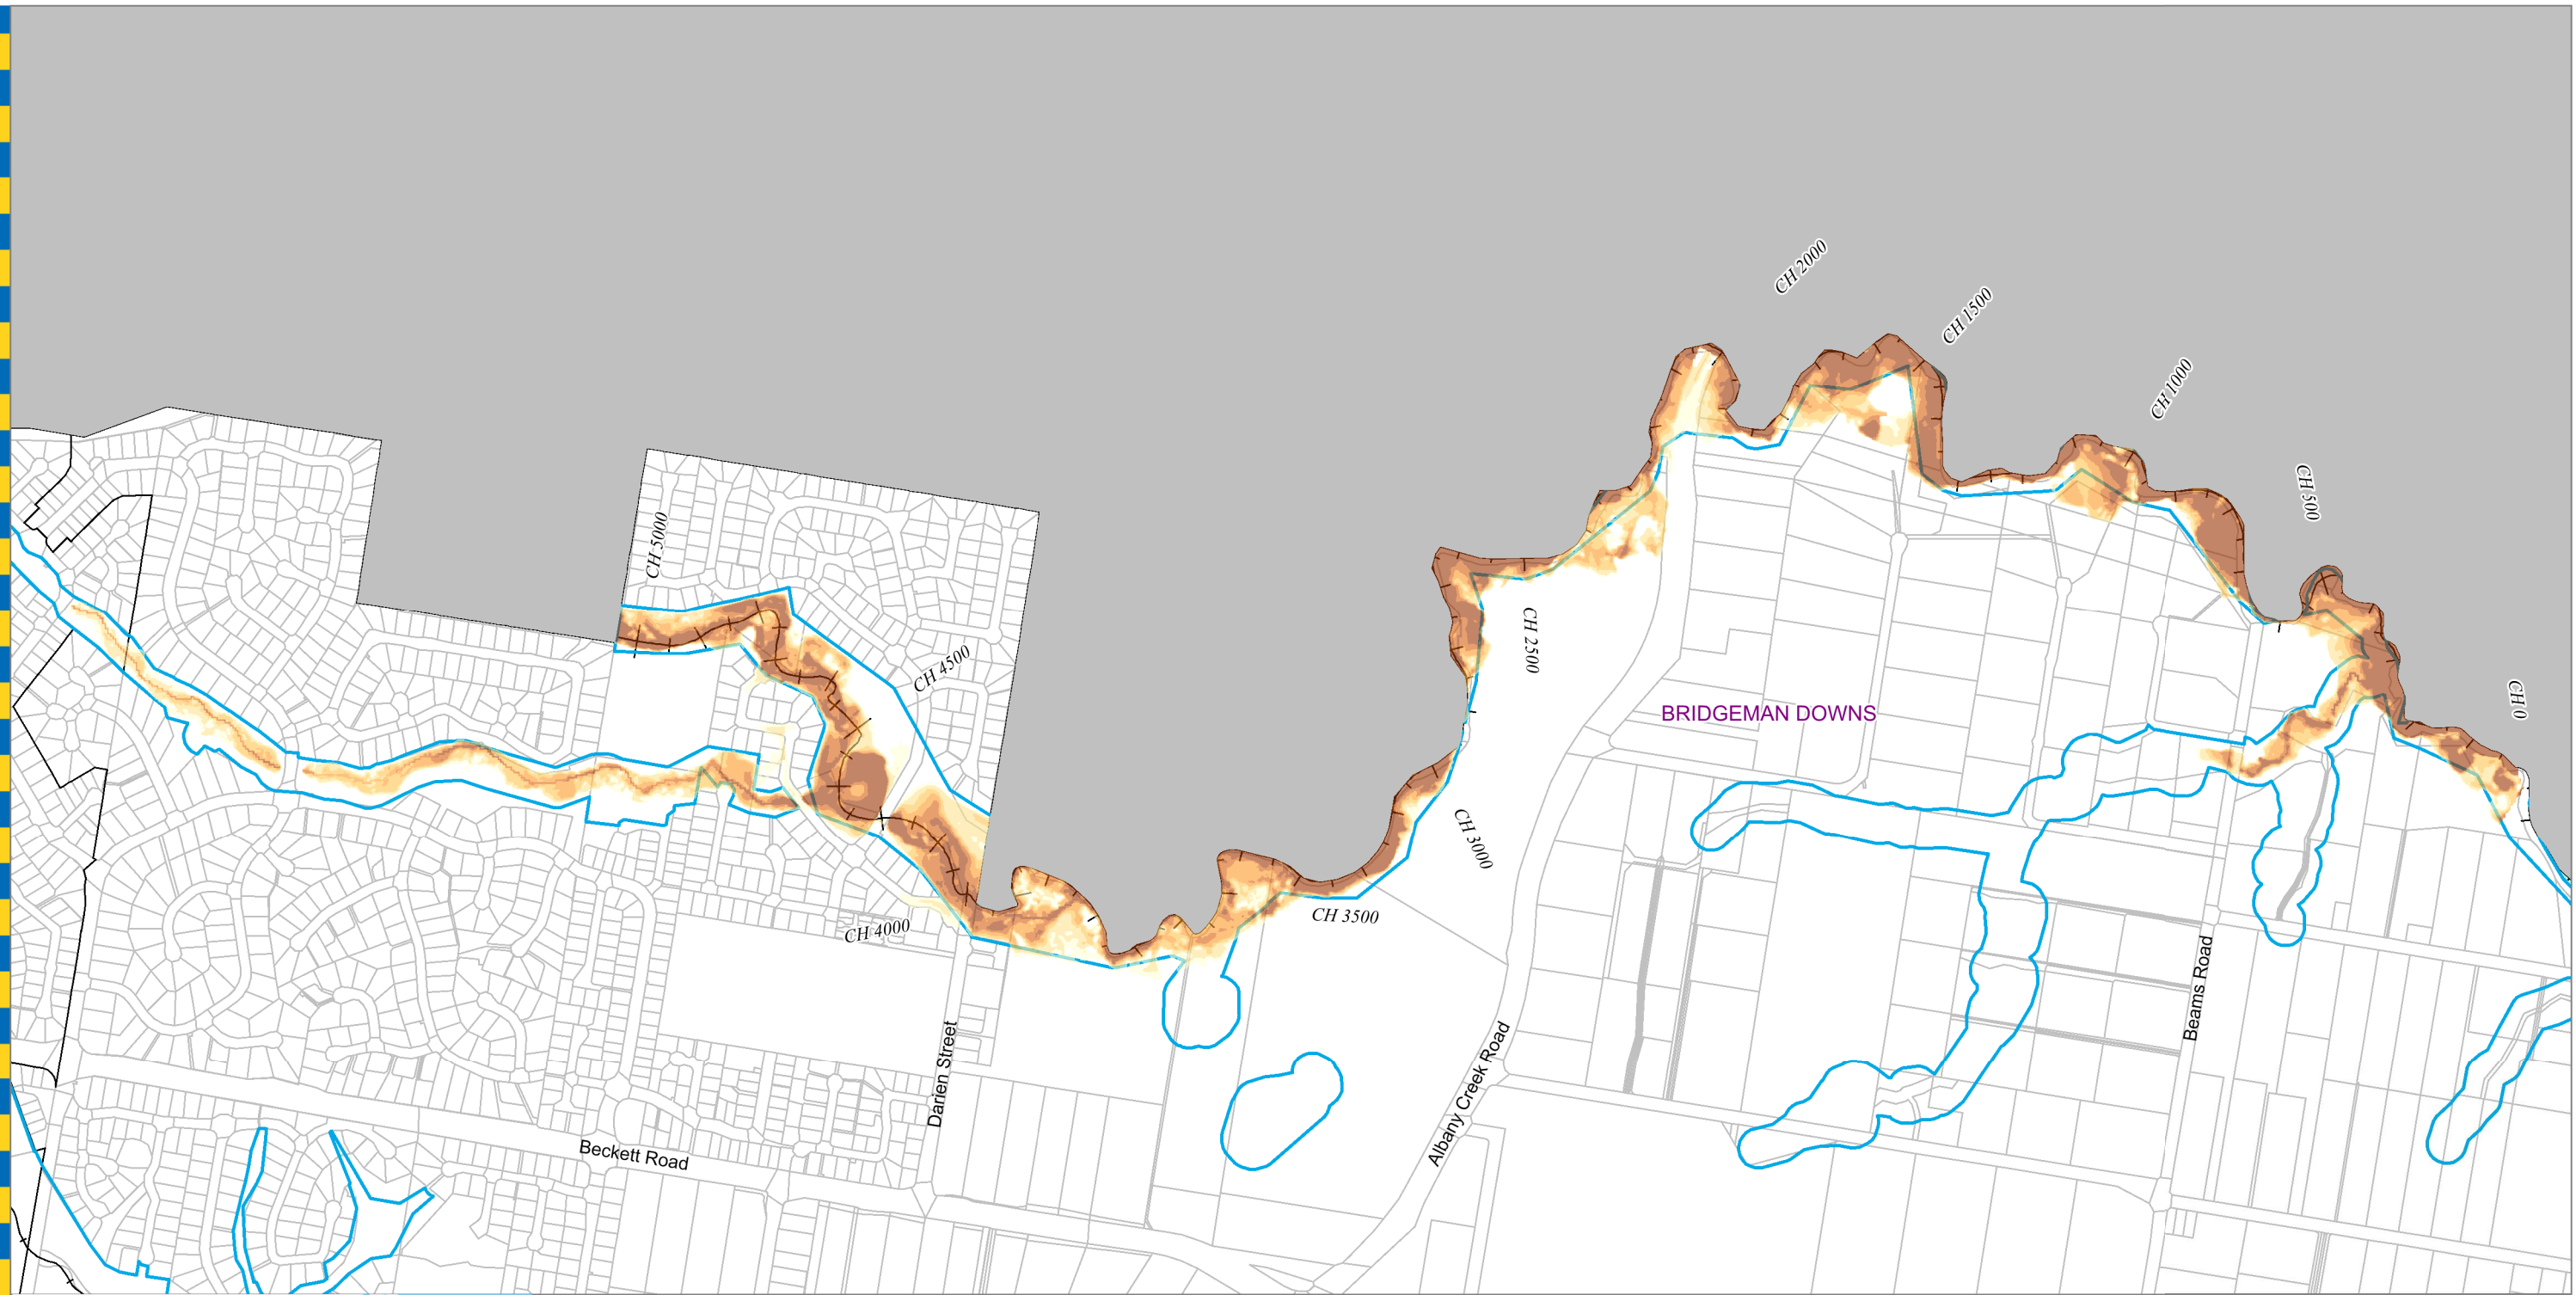 CH 2000
CH 1500
CH 1000
CH 500
CH 5000
CH 4500
CH 2500
CH 0
BRIDGEMAN DOWNS
CH 3000
CH 3500
CH 4000
Beams Road
Darien Street
Albany Creek Road
Beckett Road